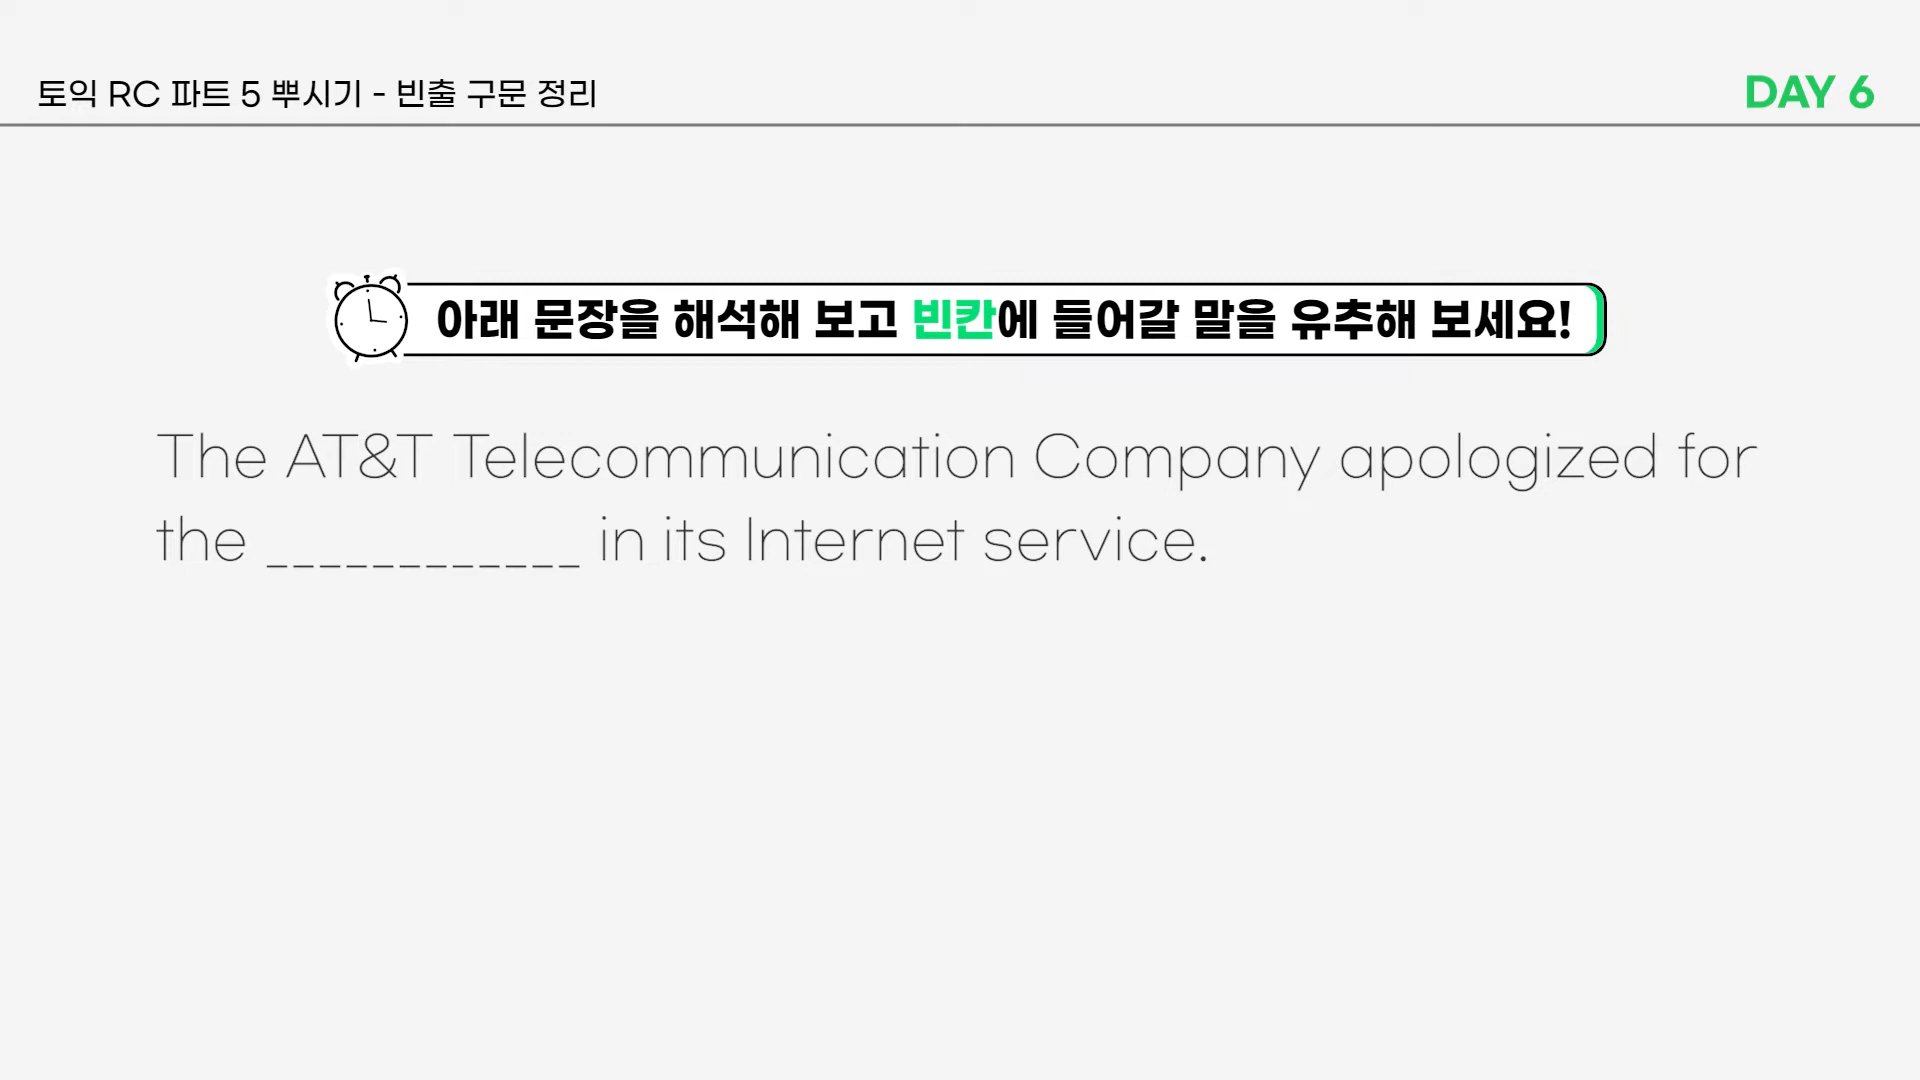 토익 RC 파트 5 뿌시기 - 빈출 구문 정리
DAY 6
아래 문장을 해석해 보고 빈칸에 들어갈 말을 유추해 보세요!
The AT&T Telecommunication Company apologized for
the ____________ in its Internet service.